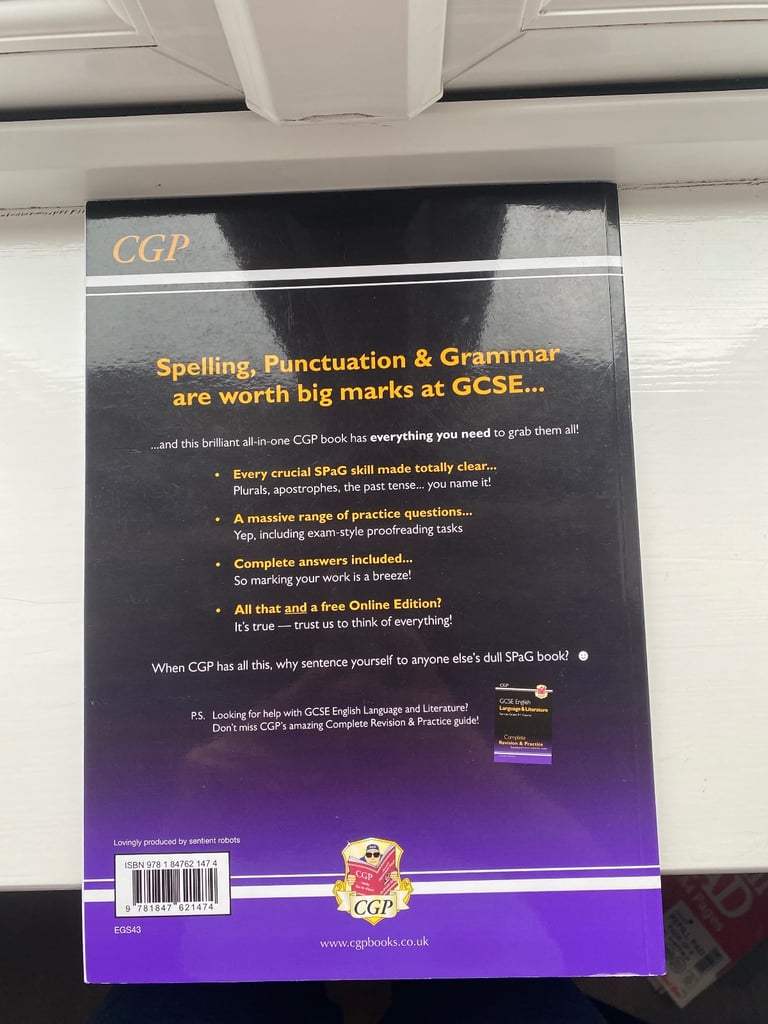 CGP
Spelling, Punctuation & Grammar
are worth big marks at GCSE...
...and this brilliant all-in-one CGP book has everything you need to grab them all!
• Every crucial SPaG skill made totally clear...
Plurals, apostrophes, the past tense... you name it!
• A massive range of practice questions...
Yep, including exam-style proofreading tasks
• Complete answers included...
So marking your work is a breeze!
• All that and a free Online Edition?
It's true — trust us to think of everything!
When CGP has all this, why sentence yourself to anyone else's dull SPaG book? ☻
P.S. Looking for help with GCSE English Language and Literature?
Don't miss CGP's amazing Complete Revision & Practice guide!
CGP
GCSE English
Language & Literature
Complete
Revision & Practice
Lovingly produced by sentient robots
ISBN 978 1 84762 147 4
9 781847 621474
EGS43
CGP
CGP
www.cgpbooks.co.uk